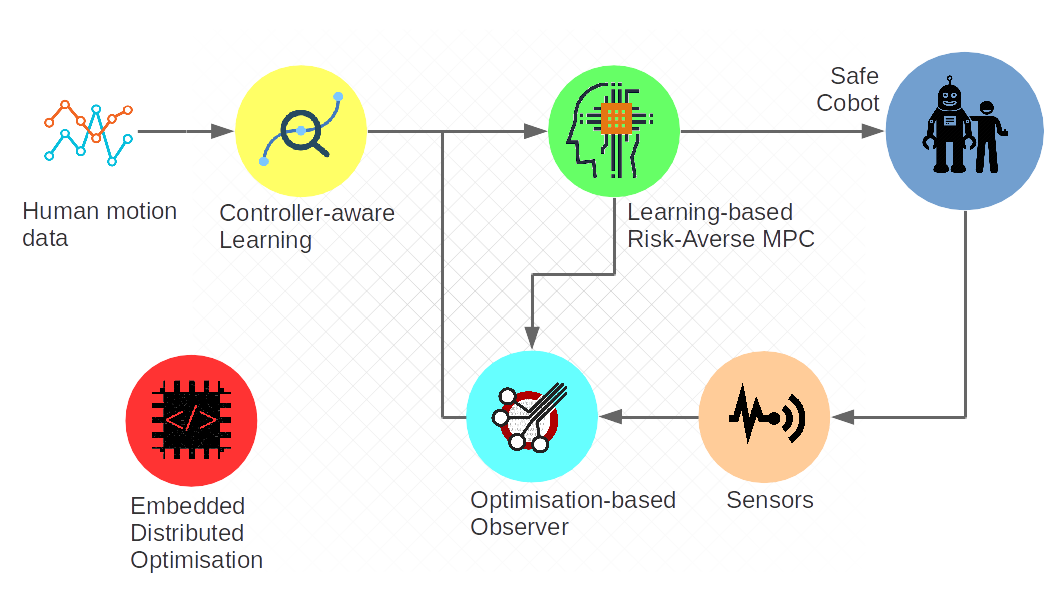 Safe
Cobot
Human motion
data
Controller-aware
Learning
Learning-based
Risk-Averse MPC
</>
Embedded
Distributed
Optimisation
Optimisation-based
Observer
Sensors